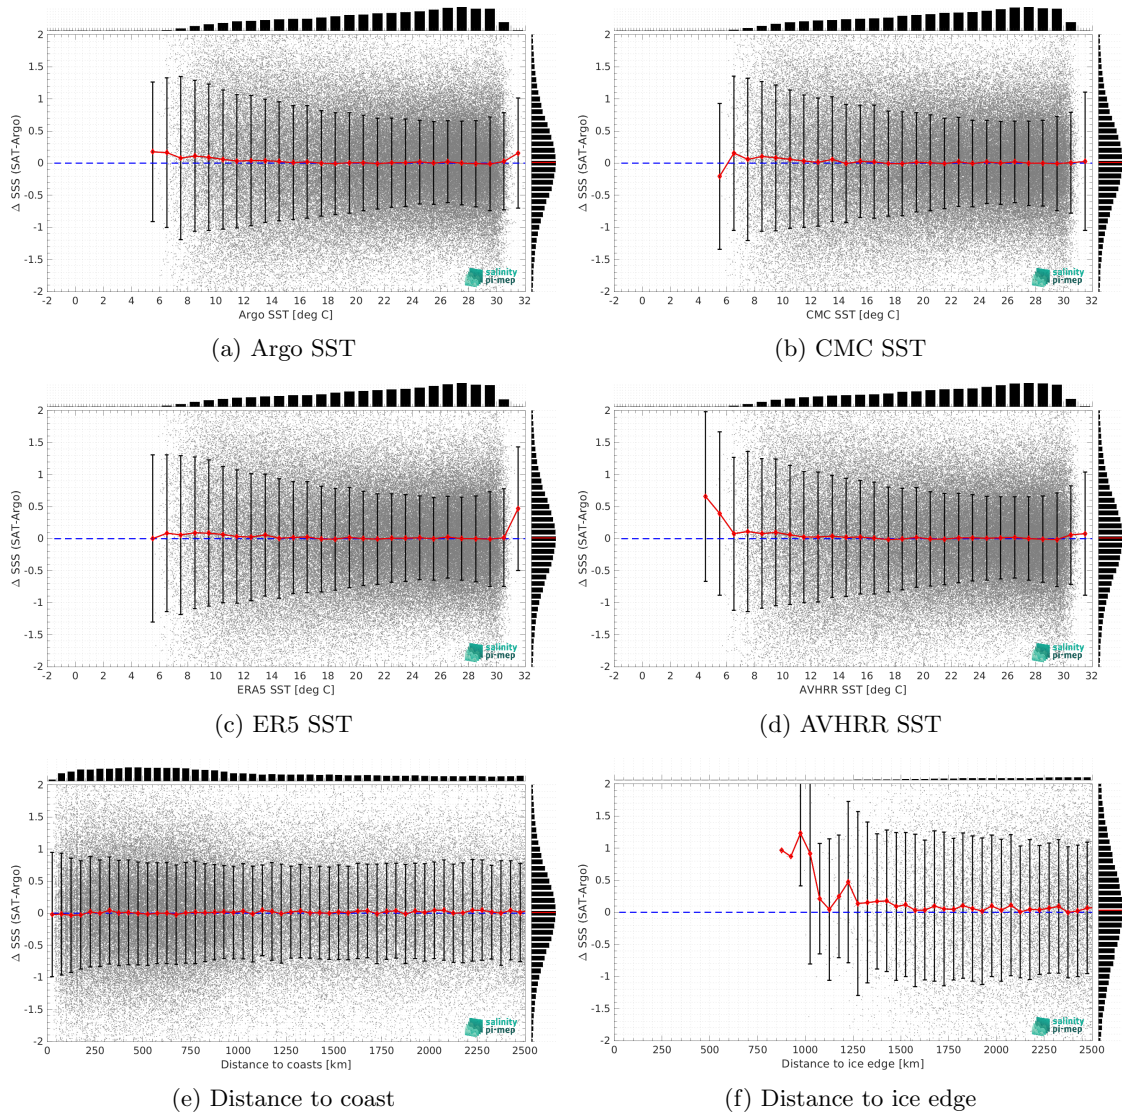 2
1.5
1
0.5
0
-0.5
-1
-1.5
-2
Δ SSS (SAT-Argo)
salinity
pi-mep
-2 0 2 4 6 8 10 12 14 16 18 20 22 24 26 28 30 32
Argo SST [deg C]
(a) Argo SST
2
1.5
1
0.5
0
-0.5
-1
-1.5
-2
Δ SSS (SAT-Argo)
salinity
pi-mep
-2 0 2 4 6 8 10 12 14 16 18 20 22 24 26 28 30 32
CMC SST [deg C]
(b) CMC SST
2
1.5
1
0.5
0
-0.5
-1
-1.5
-2
Δ SSS (SAT-Argo)
salinity
pi-mep
-2 0 2 4 6 8 10 12 14 16 18 20 22 24 26 28 30 32
ERA5 SST [deg C]
(c) ER5 SST
2
1.5
1
0.5
0
-0.5
-1
-1.5
-2
Δ SSS (SAT-Argo)
salinity
pi-mep
-2 0 2 4 6 8 10 12 14 16 18 20 22 24 26 28 30 32
AVHRR SST [deg C]
(d) AVHRR SST
2
1.5
1
0.5
0
-0.5
-1
-1.5
-2
Δ SSS (SAT-Argo)
salinity
pi-mep
0 250 500 750 1000 1250 1500 1750 2000 2250 2500
Distance to coasts [km]
(e) Distance to coast
2
1.5
1
0.5
0
-0.5
-1
-1.5
-2
Δ SSS (SAT-Argo)
salinity
pi-mep
0 250 500 750 1000 1250 1500 1750 2000 2250 2500
Distance to ice edge [km]
(f) Distance to ice edge